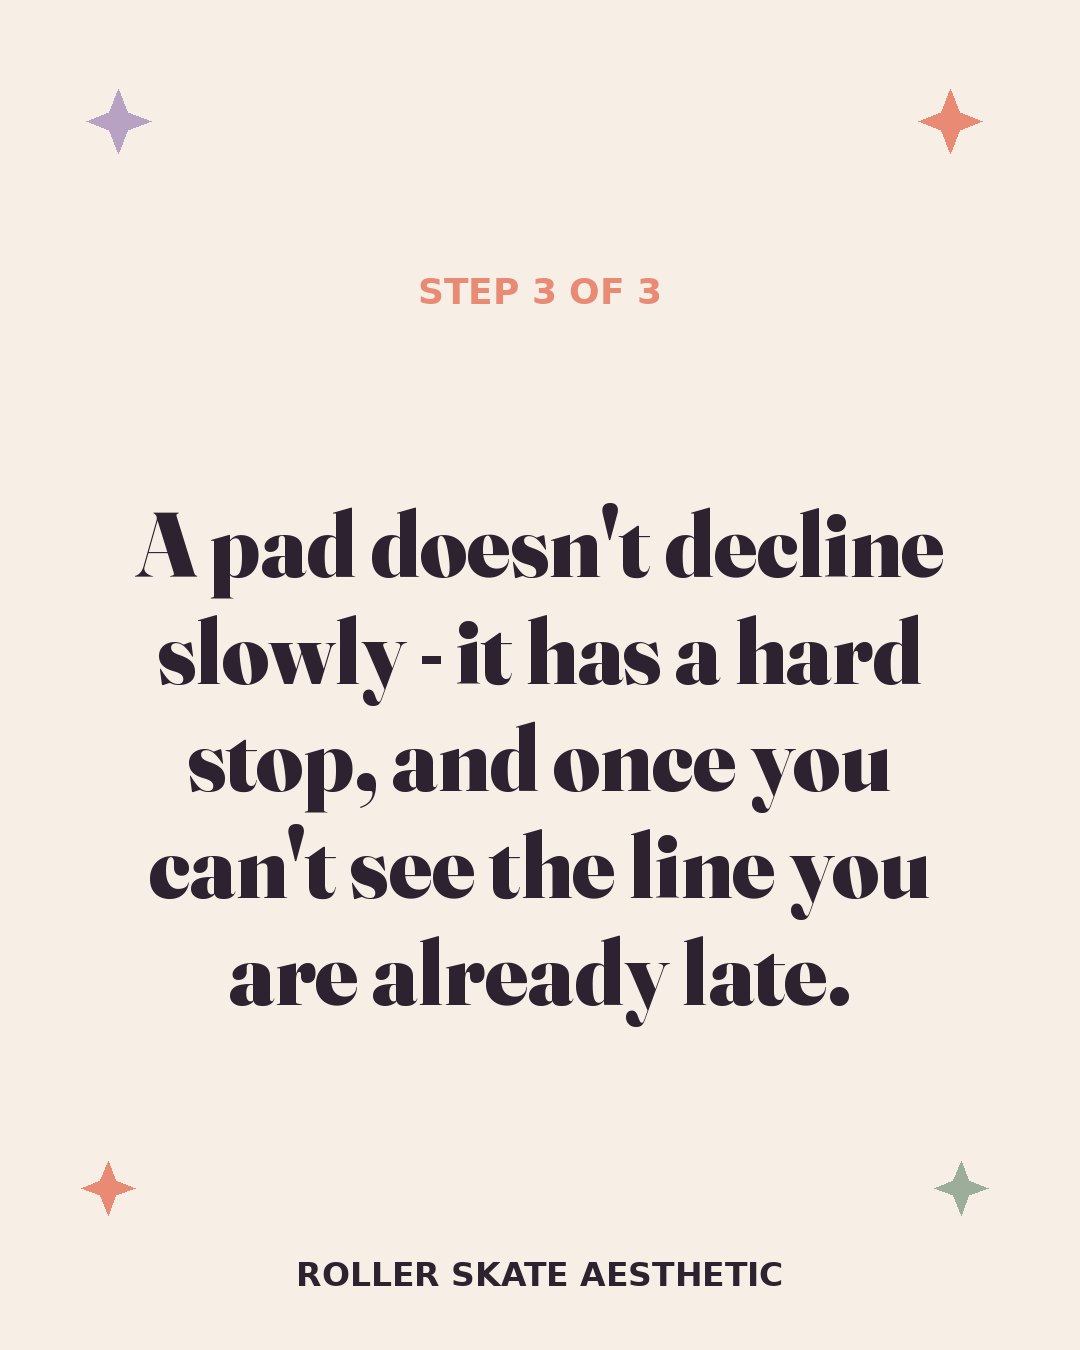 STEP 3 OF 3
A pad doesn't decline
slowly - it has a hard
stop, and once you
can't see the line you
are already late.
ROLLER SKATE AESTHETIC